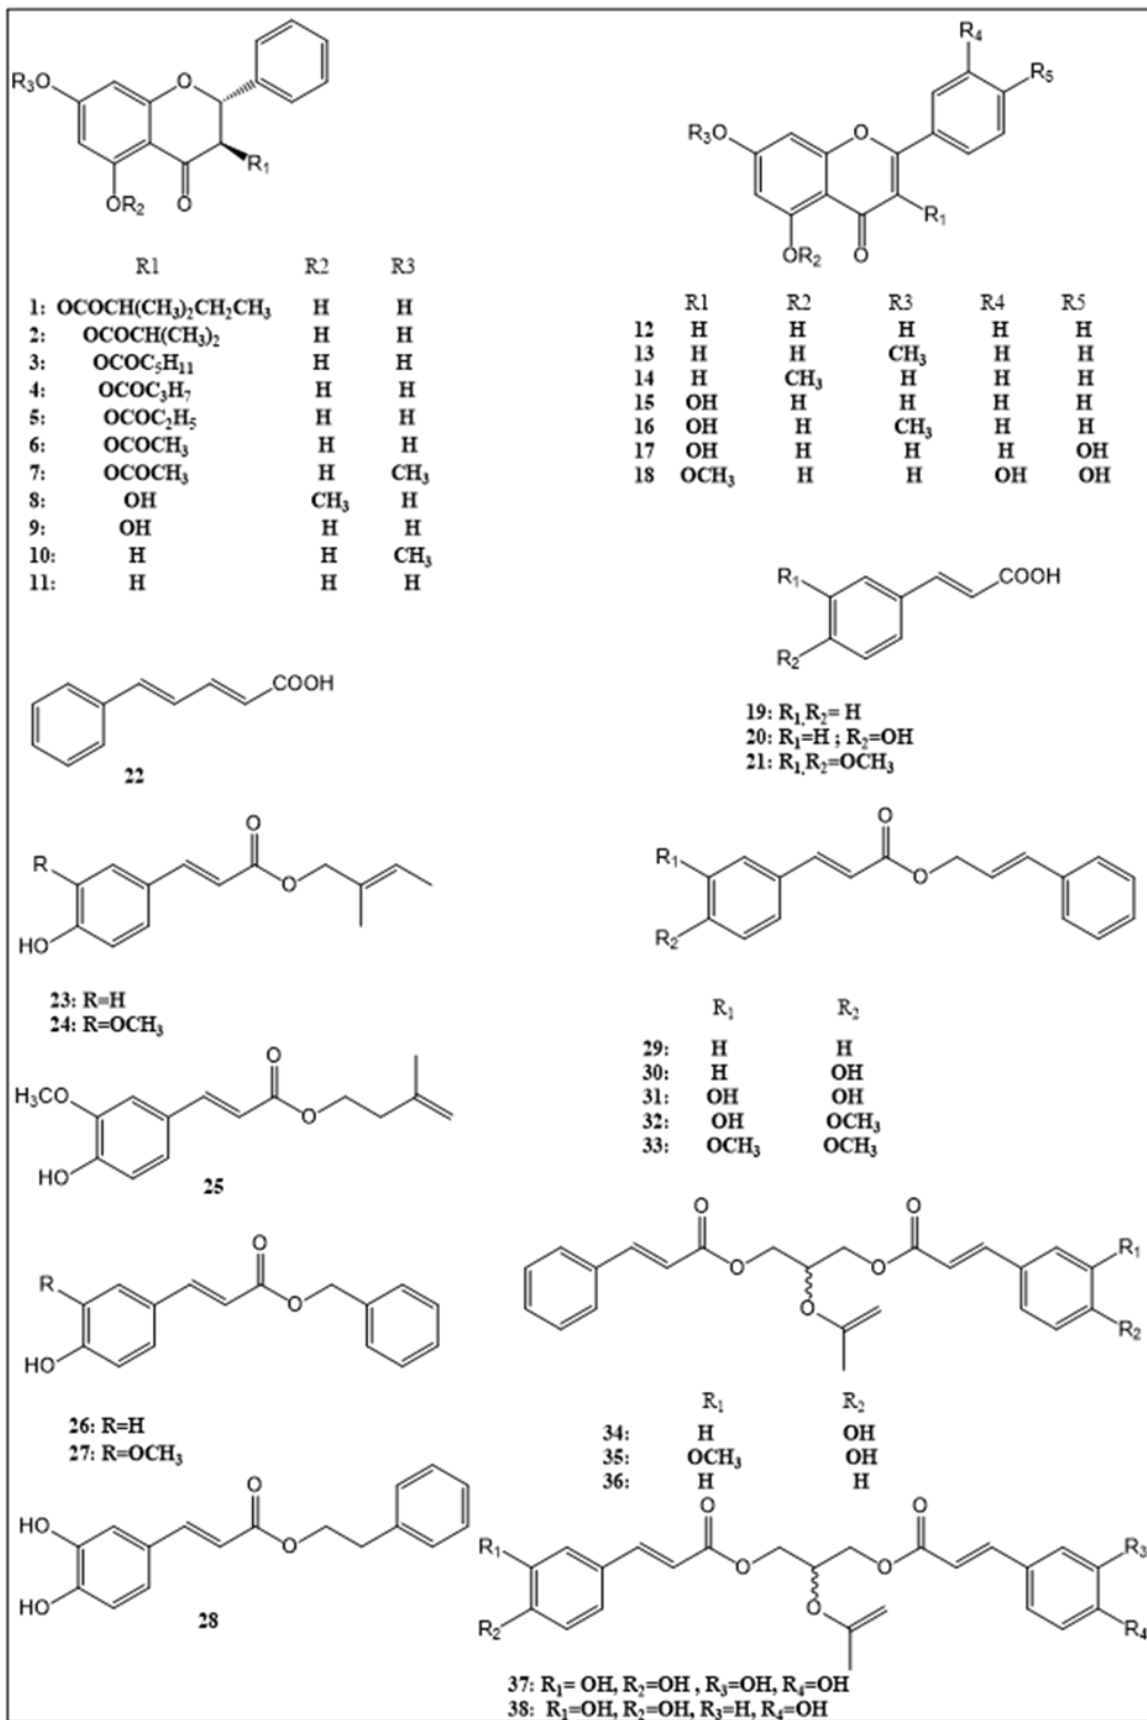 R₃ O O R₁ OR₂ O
R1 R2 R3
1: OCOCH(CH₃)₂CH₂CH₃ H H
2: OCOCH(CH₃)₂ H H
3: OCOC₅H₁₁ H H
4: OCOC₃H₇ H H
5: OCOC₂H₅ H H
6: OCOCH₃ H H
7: OCOCH₃ H CH₃
8: OH CH₃ H
9: OH H H
10: H H CH₃
11: H H H
R₄
R₅
R₃ O O
R₁
OR₂ O
R1 R2 R3 R4 R5
12 H H H H H
13 H H CH₃ H H
14 H CH₃ H H H
15 OH H H H H
16 OH H CH₃ H H
17 OH H H H OH
18 OCH₃ H H OH OH
R₁ COOH
R₂
19: R₁,R₂= H
20: R₁=H ; R₂=OH
21: R₁,R₂=OCH₃
COOH
22
O
R
O
HO
23: R=H
24: R=OCH₃
O
R₁
O
R₂
R₁ R₂
29: H H
30: H OH
31: OH OH
32: OH OCH₃
33: OCH₃ OCH₃
O
H₃CO
O
HO
25
O
R
O
HO
26: R=H
27: R=OCH₃
O O
R₁
O O
O
R₂
R₁ R₂
34: H OH
35: OCH₃ OH
36: H H
O
HO
O
HO
28
O O
R₁ R₃
O O
O
R₂ R₄
37: R₁= OH, R₂=OH , R₃=OH, R₄=OH
38: R₁=OH, R₂=OH, R₃=H, R₄=OH